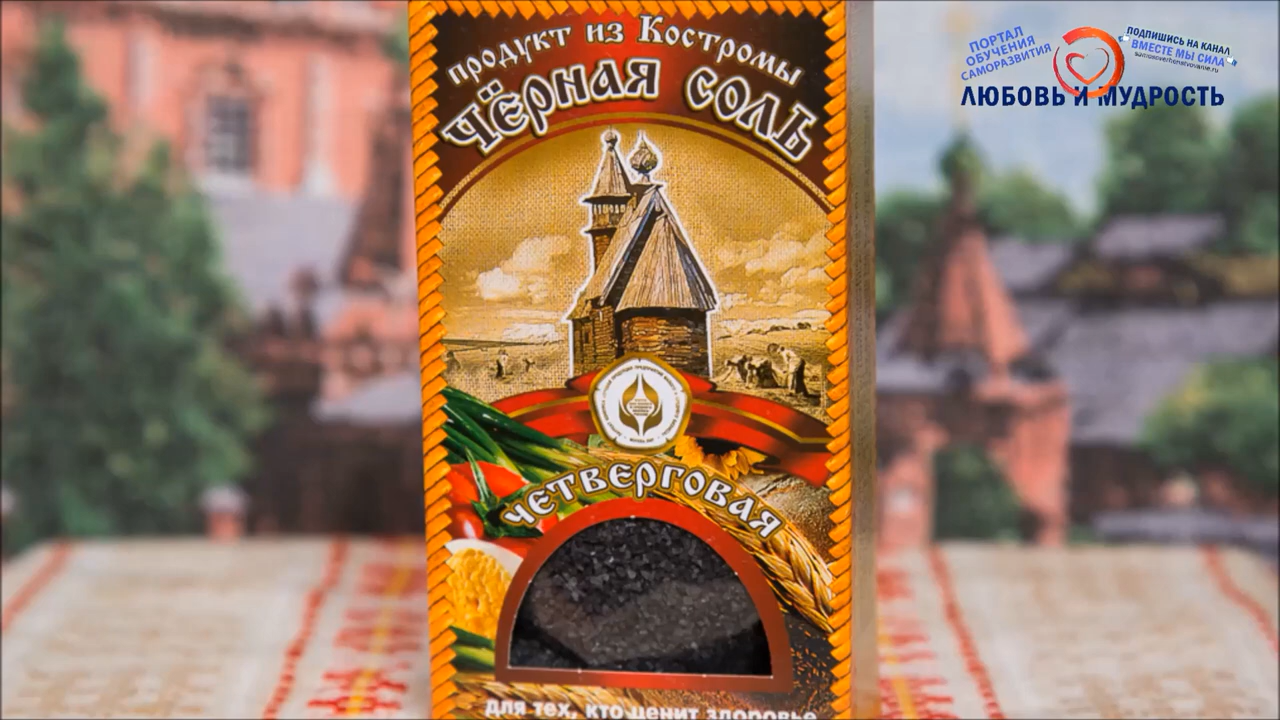 продукт из Костромы
ЧЁРНАЯ СОЛЬ
ЧЕТВЕРГОВАЯ
для тех, кто ценит здоровье
ПОРТАЛ
ОБУЧЕНИЯ
САМОРАЗВИТИЯ
ПОДПИШИСЬ НА КАНАЛ
ВМЕСТЕ МЫ СИЛА
ЛЮБОВЬ И МУДРОСТЬ